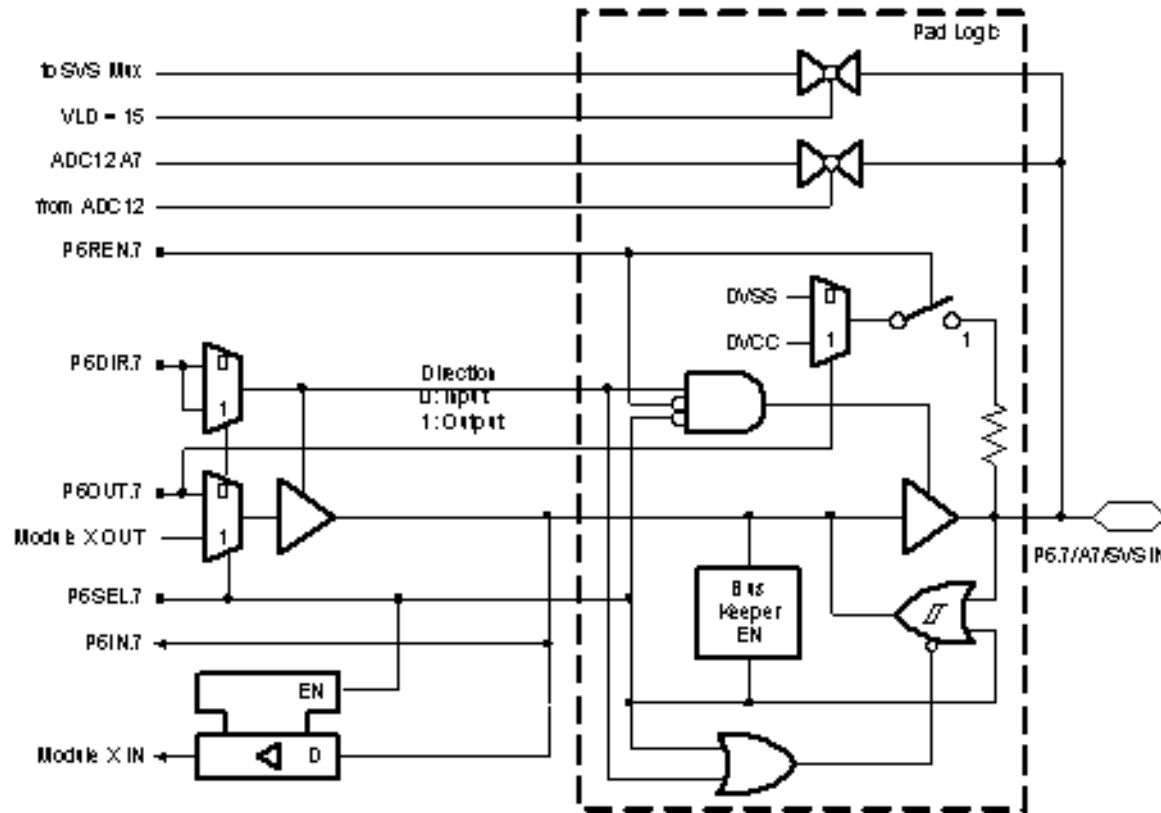 Pad Logic
to SVS Mux
VLD = 15
ADC12 A7
from ADC12
P6REN.7
DVSS
0
DVCC
1
1
P6DIR.7
0
1
Direction
0: Input
1: Output
P6OUT.7
0
Module X OUT
1
P6.7/A7/SVSIN
P6SEL.7
Bus
Keeper
EN
P6IN.7
EN
Module X IN
D